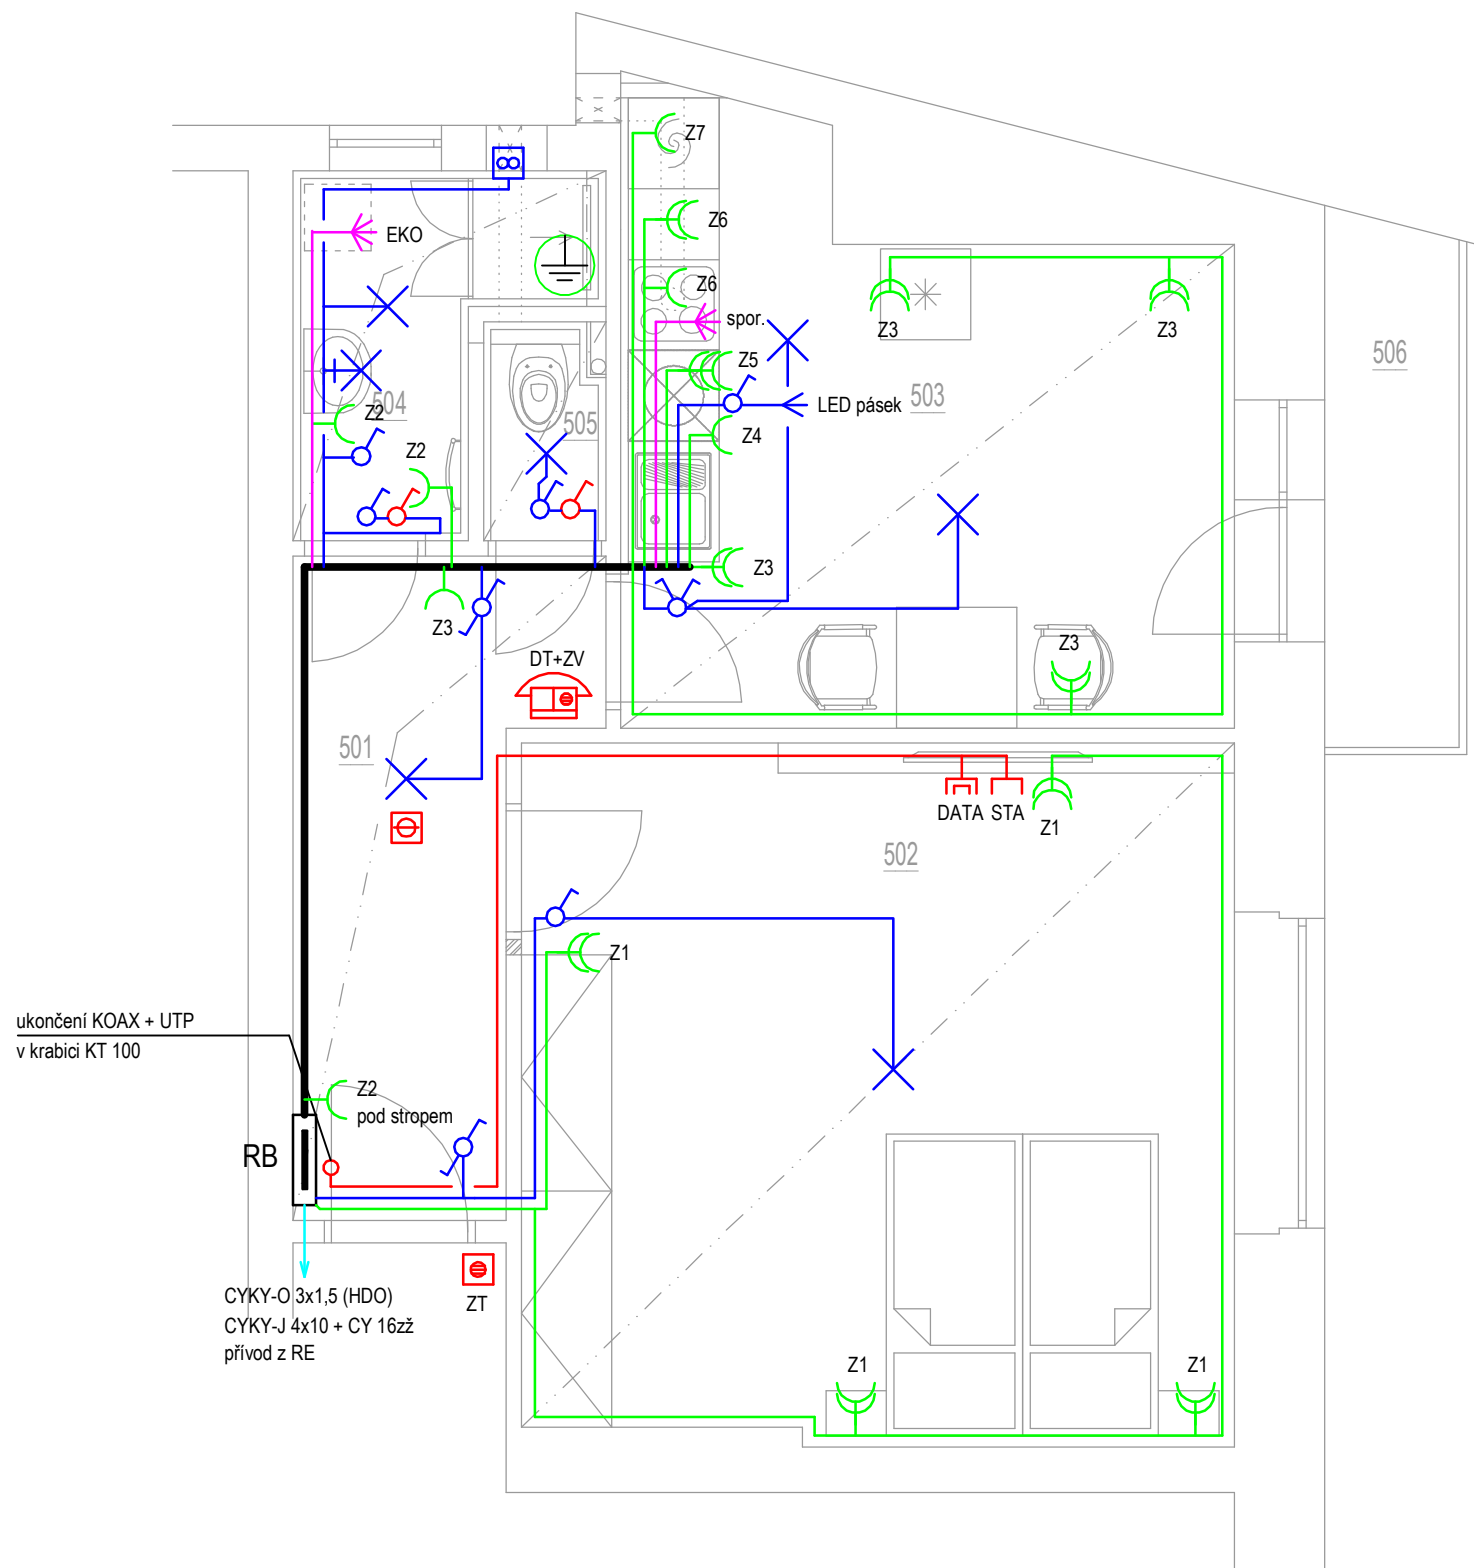 Z7
Z6
EKO
Z6
spor.
Z3
Z3
506
Z5
503
LED pásek
504
Z2
505
Z4
Z2
Z3
Z3
Z3
DT+ZV
501
DATA
STA
Z1
502
Z1
ukončení KOAX + UTP
v krabici KT 100
Z2
pod stropem
RB
CYKY-O 3x1,5 (HDO)
CYKY-J 4x10 + CY 16zž
přívod z RE
ZT
Z1
Z1